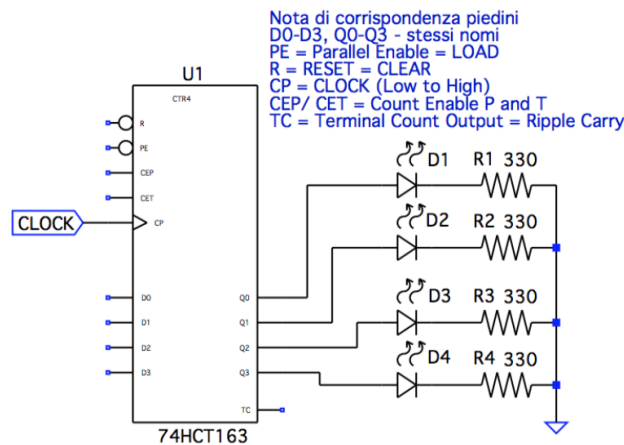 Nota di corrispondenza piedini
D0-D3, Q0-Q3 - stessi nomi
PE = Parallel Enable = LOAD
R = RESET = CLEAR
CP = CLOCK (Low to High)
CEP/ CET = Count Enable P and T
TC = Terminal Count Output = Ripple Carry
U1
CTR4
R
PE
CEP
CET
CLOCK
CP
D0
D1
D2
D3
Q0
Q1
Q2
Q3
TC
74HCT163
D1 R1 330
D2 R2 330
D3 R3 330
D4 R4 330